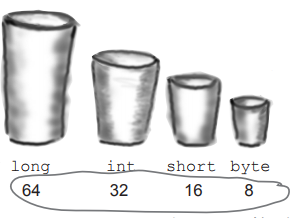 long int short byte
64 32 16 8